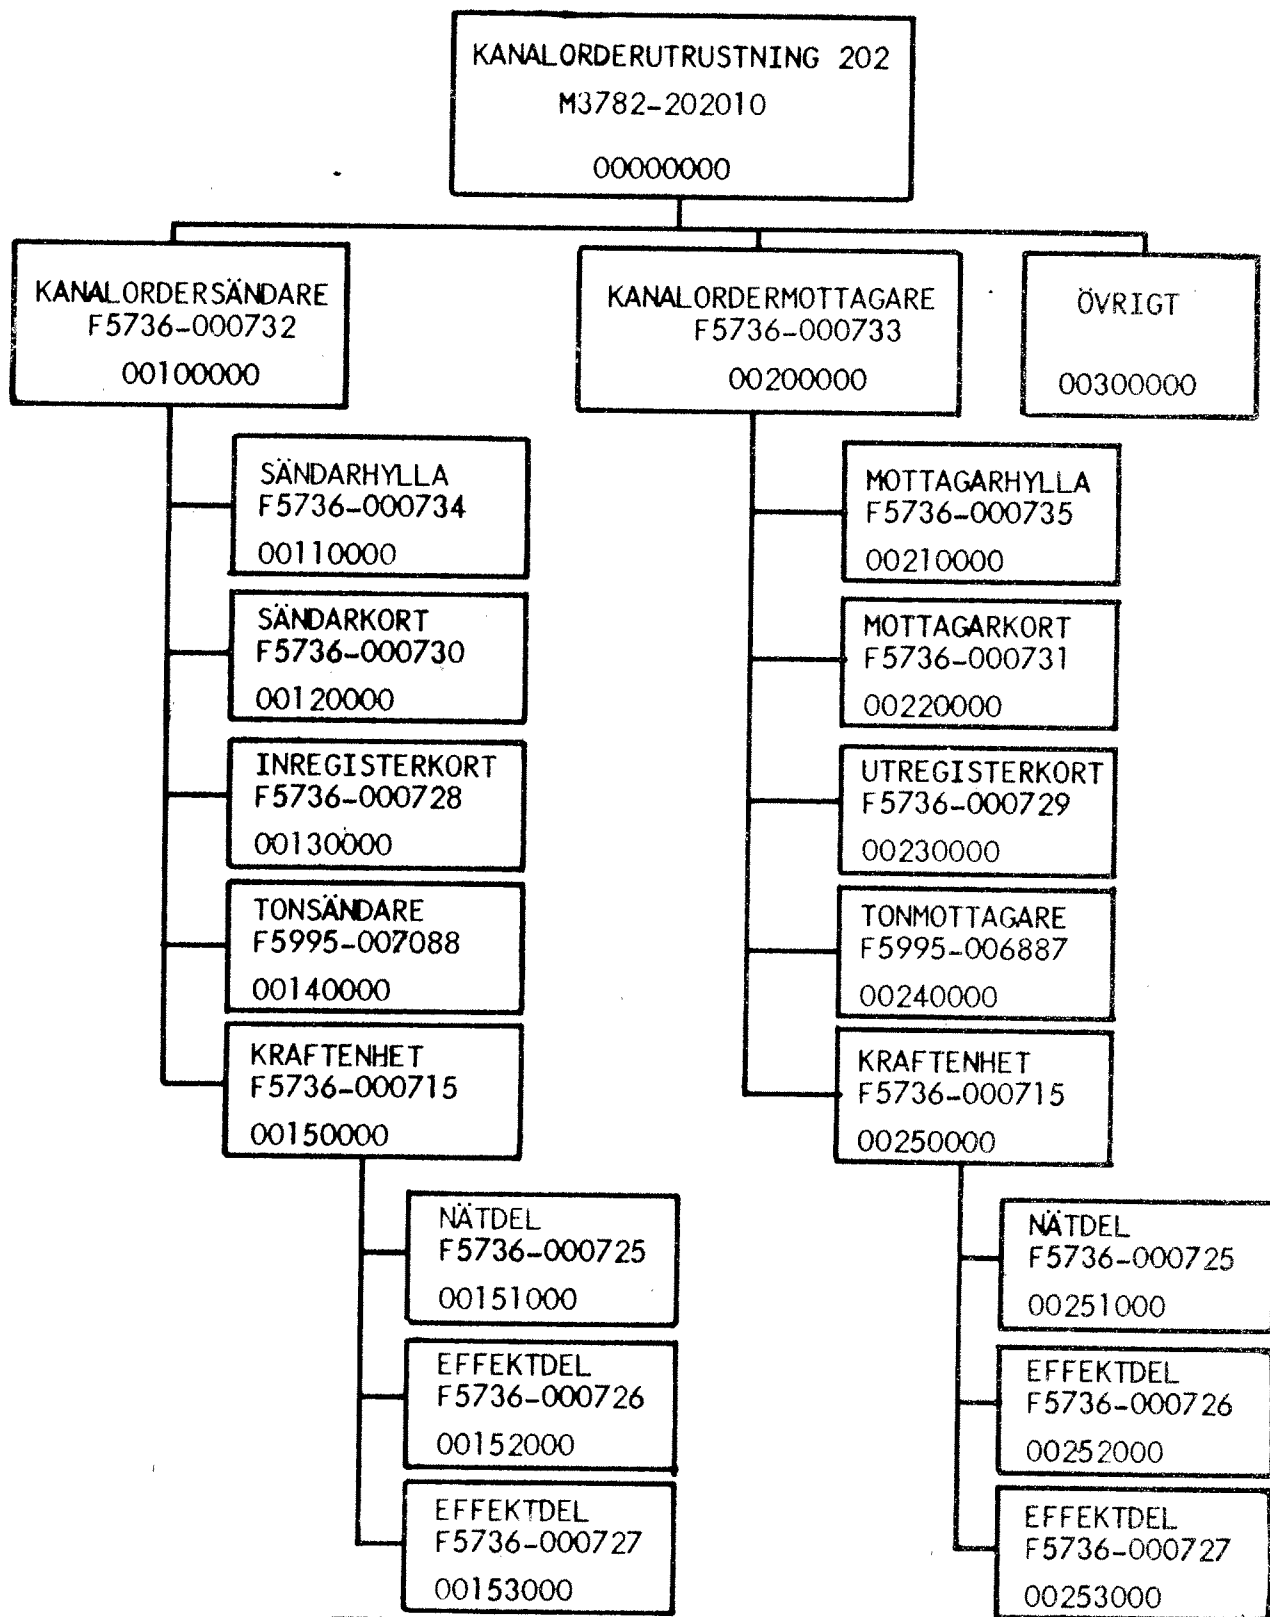 KANALORDERUTRUSTNING 202
M3782-202010
00000000
KANALORDERSÄNDARE
F5736-000732
00100000
KANALORDERMOTTAGARE
F5736-000733
00200000
ÖVRIGT
00300000
SÄNDARHYLLA
F5736-000734
00110000
SÄNDARKORT
F5736-000730
00120000
INREGISTERKORT
F5736-000728
00130000
TONSÄNDARE
F5995-007088
00140000
KRAFTENHET
F5736-000715
00150000
NÄTDEL
F5736-000725
00151000
EFFEKTDEL
F5736-000726
00152000
EFFEKTDEL
F5736-000727
00153000
MOTTAGARHYLLA
F5736-000735
00210000
MOTTAGARKORT
F5736-000731
00220000
UTREGISTERKORT
F5736-000729
00230000
TONMOTTAGARE
F5995-006887
00240000
KRAFTENHET
F5736-000715
00250000
NÄTDEL
F5736-000725
00251000
EFFEKTDEL
F5736-000726
00252000
EFFEKTDEL
F5736-000727
00253000